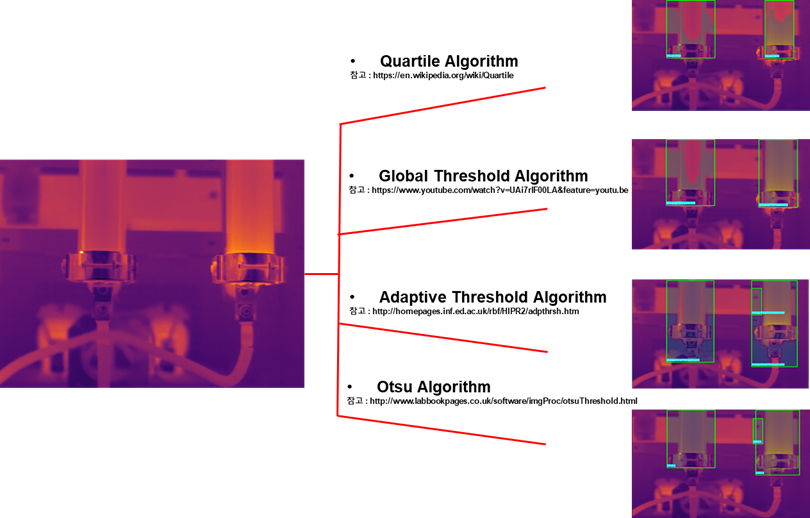 • Quartile Algorithm
참고 : https://en.wikipedia.org/wiki/Quartile
• Global Threshold Algorithm
참고 : https://www.youtube.com/watch?v=UAi7rIF00LA&feature=youtu.be
• Adaptive Threshold Algorithm
참고 : http://homepages.inf.ed.ac.uk/rbf/HIPR2/adpthrsh.htm
• Otsu Algorithm
참고 : http://www.labbookpages.co.uk/software/imgProc/otsuThreshold.html